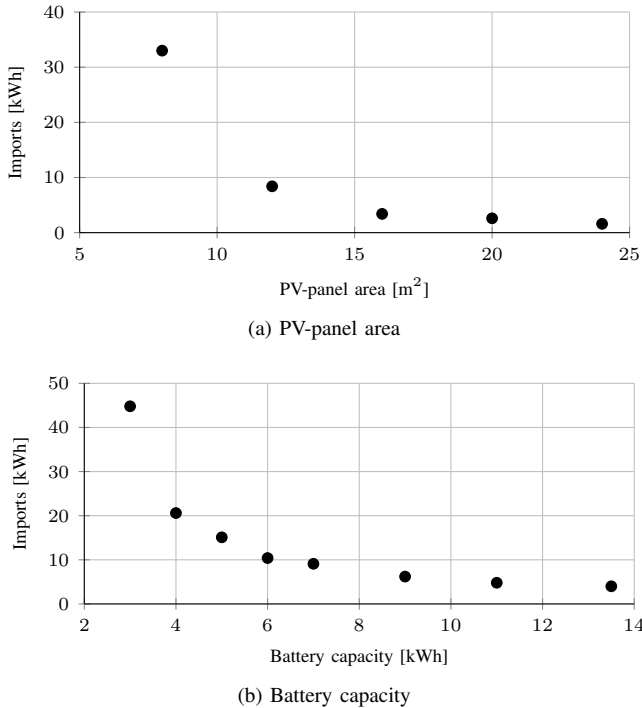 40
30
20
10
0
5 10 15 20 25
Imports [kWh]
PV-panel area [m²]
(a) PV-panel area
50
40
30
20
10
0
2 4 6 8 10 12 14
Imports [kWh]
Battery capacity [kWh]
(b) Battery capacity